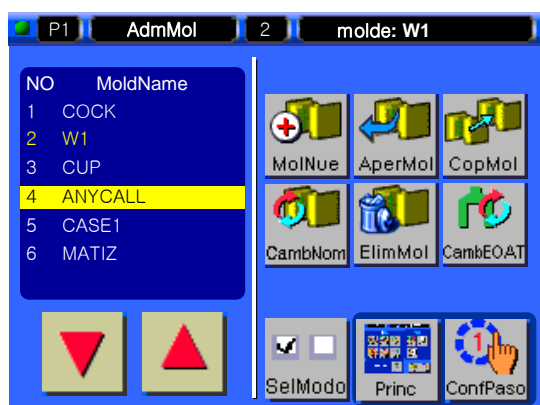 P1 AdmMol 2 molde: W1
NO MoldName
1 COCK
2 W1
3 CUP
4 ANYCALL
5 CASE1
6 MATIZ
MolNue AperMol CopMol
CambNom ElimMol CambEOAT
SelModo Princ ConfPaso
1